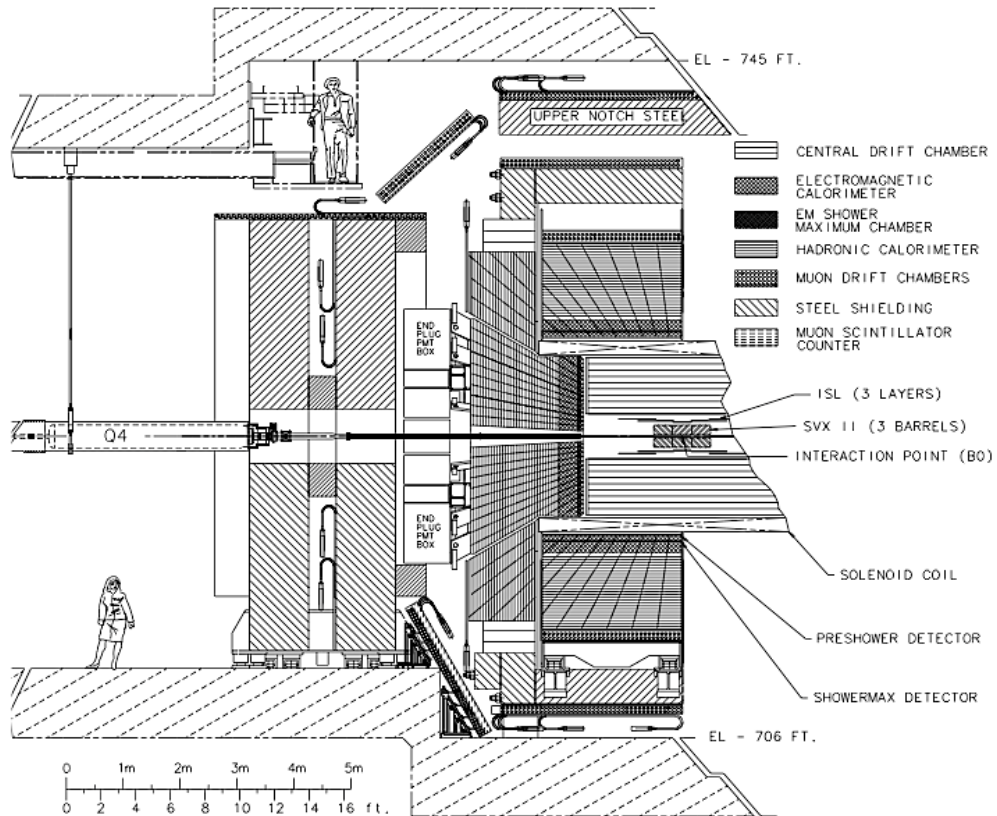 EL - 745 FT.
UPPER NOTCH STEEL
CENTRAL DRIFT CHAMBER
ELECTROMAGNETIC
CALORIMETER
EM SHOWER
MAXIMUM CHAMBER
HADRONIC CALORIMETER
MUON DRIFT CHAMBERS
STEEL SHIELDING
MUON SCINTILLATOR
COUNTER
END
PLUG
PMT
BOX
ISL (3 LAYERS)
SVX II (3 BARRELS)
INTERACTION POINT (B0)
Q4
END
PLUG
PMT
BOX
SOLENOID COIL
PRESHOWER DETECTOR
SHOWERMAX DETECTOR
EL - 706 FT.
0 1m 2m 3m 4m 5m
0 2 4 6 8 10 12 14 16 ft.